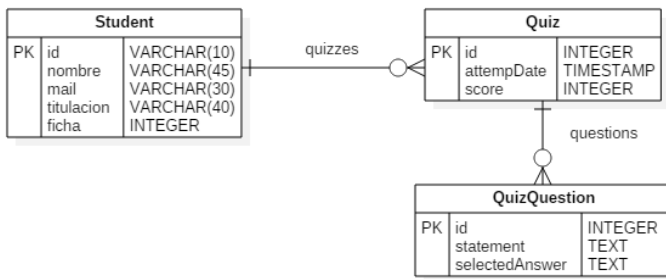 Student
PK id VARCHAR(10)
nombre VARCHAR(45)
mail VARCHAR(30)
titulacion VARCHAR(40)
ficha INTEGER
quizzes
Quiz
PK id INTEGER
attempDate TIMESTAMP
score INTEGER
questions
QuizQuestion
PK id INTEGER
statement TEXT
selectedAnswer TEXT